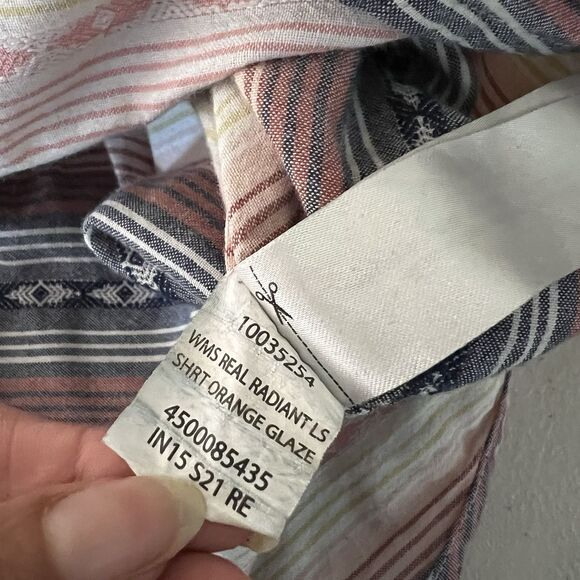 10035254
WMS REAL RADIANT LS
SHRT ORANGE GLAZE
4500085435
IN15 S21 RE